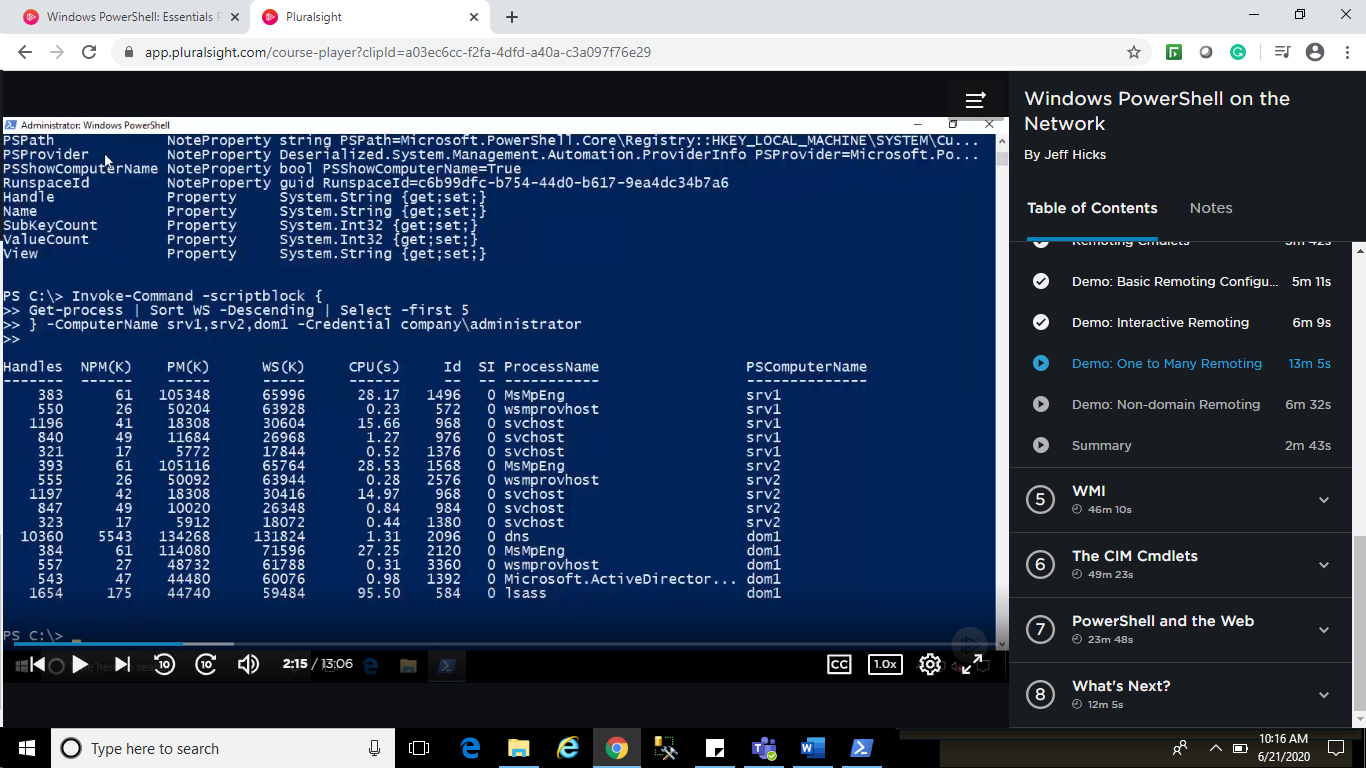 Windows PowerShell: Essentials P
Pluralsight
app.pluralsight.com/course-player?clipId=a03ec6cc-f2fa-4dfd-a40a-c3a097f76e29
Administrator: Windows PowerShell
PSPath NoteProperty string PSPath=Microsoft.PowerShell.Core\Registry::HKEY_LOCAL_MACHINE\SYSTEM\Cu...
PSProvider NoteProperty Deserialized.System.Management.Automation.ProviderInfo PSProvider=Microsoft.Po...
PSShowComputerName NoteProperty bool PSShowComputerName=True
RunspaceId NoteProperty guid RunspaceId=c6b99dfc-b754-44d0-b617-9ea4dc34b7a6
Handle Property System.String {get;set;}
Name Property System.String {get;set;}
SubKeyCount Property System.Int32 {get;set;}
ValueCount Property System.Int32 {get;set;}
View Property System.String {get;set;}
PS C:\> Invoke-Command -scriptblock {
>> Get-process | Sort WS -Descending | Select -first 5
>> } -ComputerName srv1,srv2,dom1 -Credential company\administrator
>>
Handles NPM(K) PM(K) WS(K) CPU(s) Id SI ProcessName PSComputerName
------- ------ ----- ----- ------ -- -- ----------- --------------
383 61 105348 65996 28.17 1496 0 MsMpEng srv1
550 26 50204 63928 0.23 572 0 wsmprovhost srv1
1196 41 18308 30604 15.66 968 0 svchost srv1
840 49 11684 26968 1.27 976 0 svchost srv1
321 17 5772 17844 0.52 1376 0 svchost srv1
393 61 105116 65764 28.53 1568 0 MsMpEng srv2
555 26 50092 63944 0.28 2576 0 wsmprovhost srv2
1197 42 18308 30416 14.97 968 0 svchost srv2
847 49 10020 26348 0.84 984 0 svchost srv2
323 17 5912 18072 0.44 1380 0 svchost srv2
10360 5543 134268 131824 1.31 2096 0 dns dom1
384 61 114080 71596 27.25 2120 0 MsMpEng dom1
557 27 48732 61788 0.31 3360 0 wsmprovhost dom1
543 47 44480 60076 0.98 1392 0 Microsoft.ActiveDirector... dom1
1654 175 44740 59484 95.50 584 0 lsass dom1
PS C:\> _
10 10 2:15 / 13:06 CC 1.0x
Windows PowerShell on the
Network
By Jeff Hicks
Table of Contents Notes
Remoting Cmdlets 5m 42s
Demo: Basic Remoting Configu... 5m 11s
Demo: Interactive Remoting 6m 9s
Demo: One to Many Remoting 13m 5s
Demo: Non-domain Remoting 6m 32s
Summary 2m 43s
5 WMI
46m 10s
6 The CIM Cmdlets
49m 23s
7 PowerShell and the Web
23m 48s
8 What's Next?
12m 5s
Type here to search
10:16 AM
6/21/2020